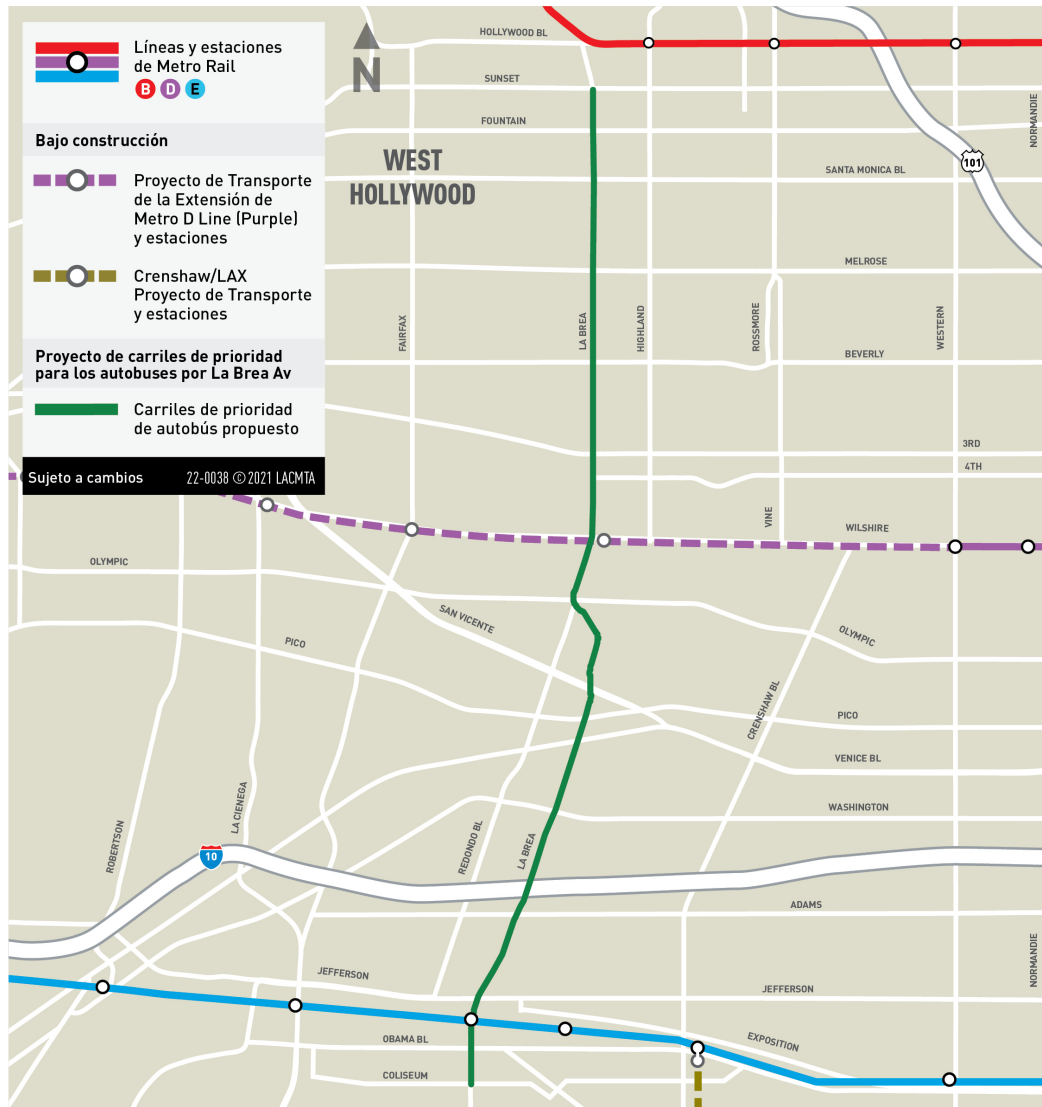 Líneas y estaciones
de Metro Rail
B D E
Bajo construcción
Proyecto de Transporte
de la Extensión de
Metro D Line (Purple)
y estaciones
Crenshaw/LAX
Proyecto de Transporte
y estaciones
Proyecto de carriles de prioridad
para los autobuses por La Brea Av
Carriles de prioridad
de autobús propuesto
Sujeto a cambios 22-0038 © 2021 LACMTA
N
HOLLYWOOD BL
SUNSET
FOUNTAIN
NORMANDIE
WEST
HOLLYWOOD
101
SANTA MONICA BL
MELROSE
FAIRFAX
LA BREA
HIGHLAND
ROSSMORE
WESTERN
BEVERLY
3RD
4TH
VINE
WILSHIRE
OLYMPIC
SAN VICENTE
OLYMPIC
PICO
CRENSHAW BL
PICO
VENICE BL
WASHINGTON
ROBERTSON
LA CIENEGA
REDONDO BL
LA BREA
10
ADAMS
NORMANDIE
JEFFERSON
JEFFERSON
EXPOSITION
OBAMA BL
COLISEUM